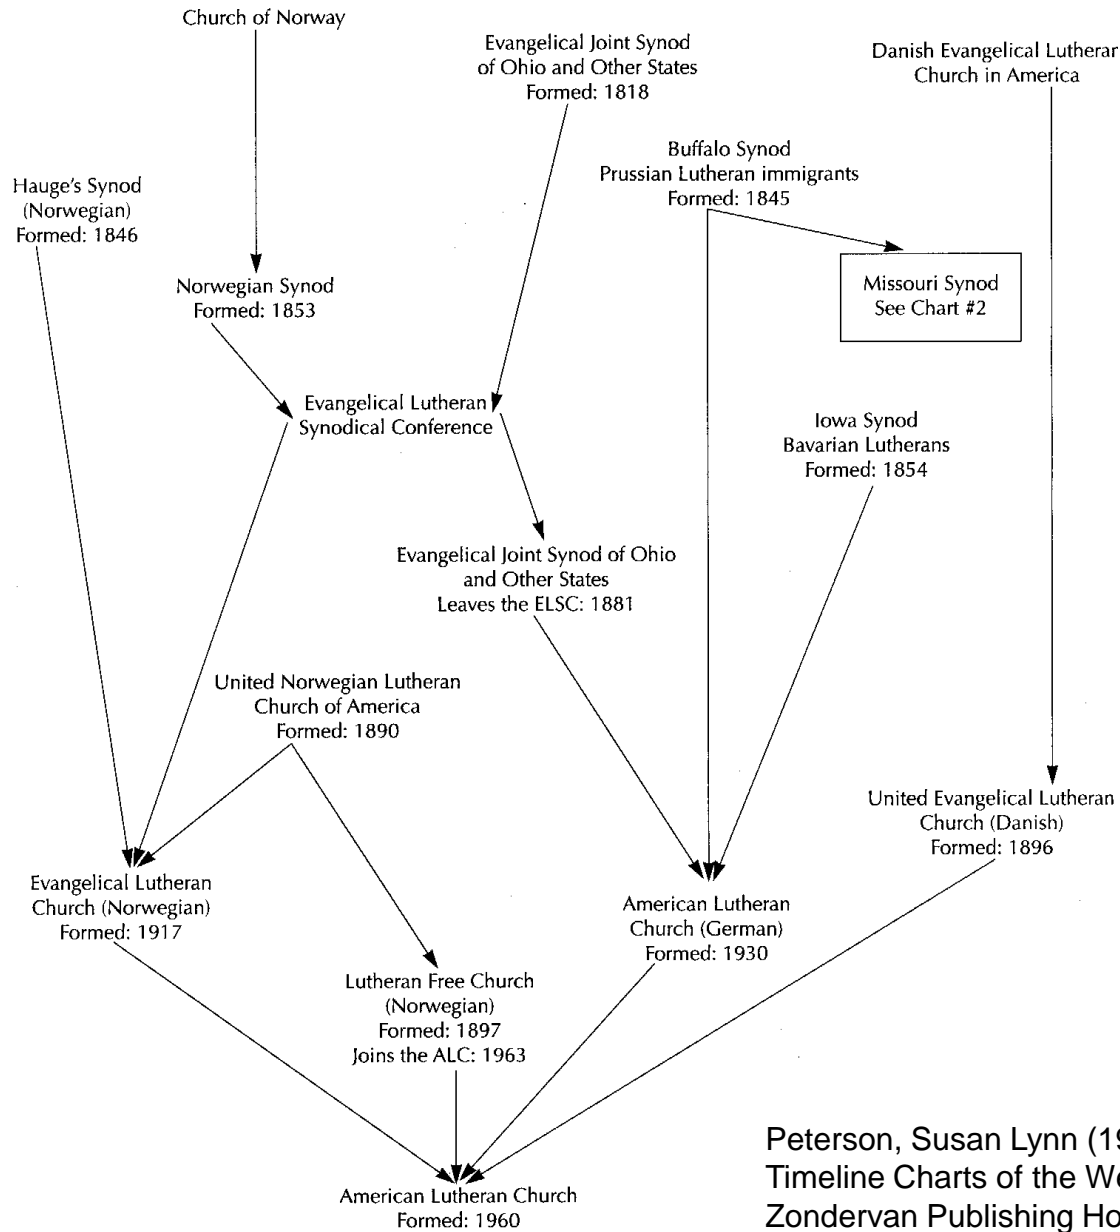 Church of Norway
Evangelical Joint Synod
of Ohio and Other States
Formed: 1818
Danish Evangelical Lutheran
Church in America
Buffalo Synod
Prussian Lutheran immigrants
Formed: 1845
Hauge's Synod
(Norwegian)
Formed: 1846
Norwegian Synod
Formed: 1853
Missouri Synod
See Chart #2
Evangelical Lutheran
Synodical Conference
Iowa Synod
Bavarian Lutherans
Formed: 1854
Evangelical Joint Synod of Ohio
and Other States
Leaves the ELSC: 1881
United Norwegian Lutheran
Church of America
Formed: 1890
United Evangelical Lutheran
Church (Danish)
Formed: 1896
Evangelical Lutheran
Church (Norwegian)
Formed: 1917
American Lutheran
Church (German)
Formed: 1930
Lutheran Free Church
(Norwegian)
Formed: 1897
Joins the ALC: 1963
American Lutheran Church
Formed: 1960
Peterson, Susan Lynn (19
Timeline Charts of the We
Zondervan Publishing Ho